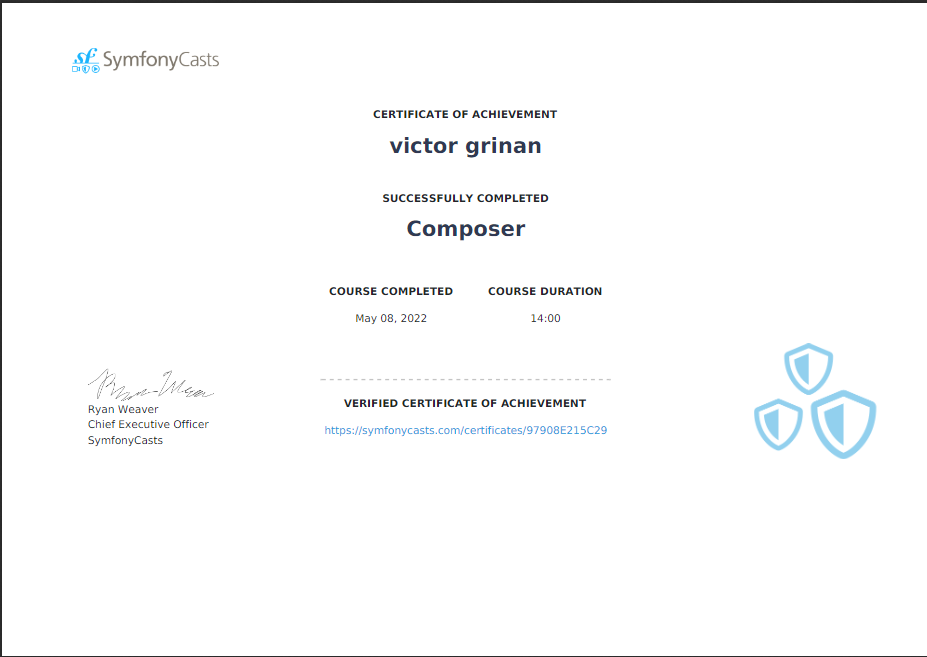 sf SymfonyCasts
CERTIFICATE OF ACHIEVEMENT
victor grinan
SUCCESSFULLY COMPLETED
Composer
COURSE COMPLETED COURSE DURATION
May 08, 2022 14:00
Ryan Weaver
Chief Executive Officer
SymfonyCasts
VERIFIED CERTIFICATE OF ACHIEVEMENT
https://symfonycasts.com/certificates/97908E215C29